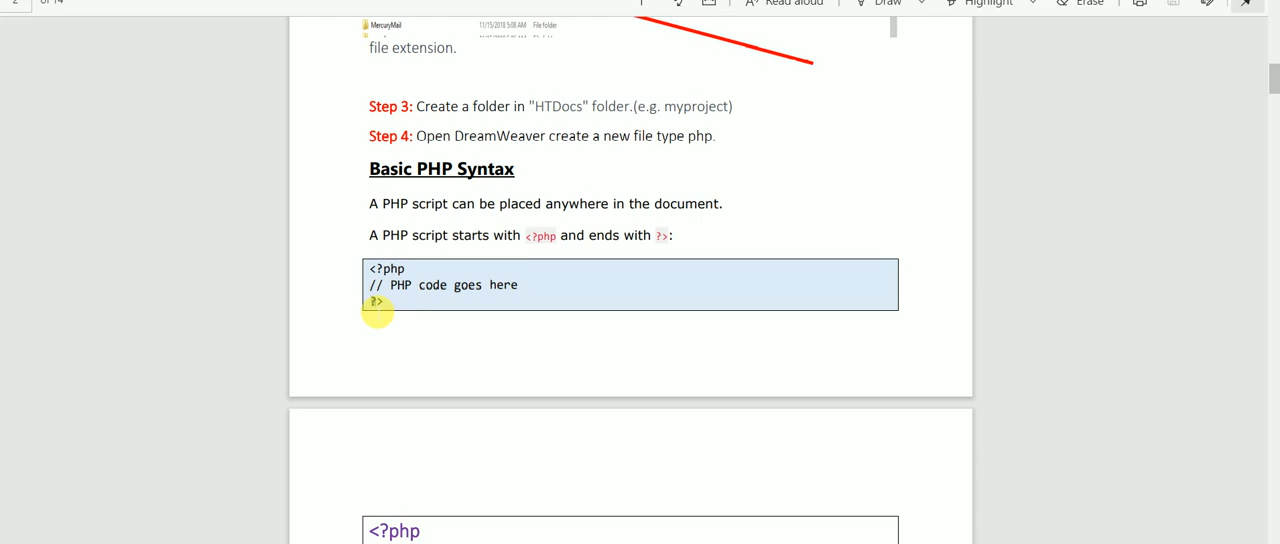 2 of 14 Read aloud Draw Highlight Erase
MercuryMail 11/15/2018 5:08 AM File folder
file extension.
Step 3: Create a folder in "HTDocs" folder.(e.g. myproject)
Step 4: Open DreamWeaver create a new file type php.
Basic PHP Syntax
A PHP script can be placed anywhere in the document.
A PHP script starts with <?php and ends with ?>:
<?php
// PHP code goes here
?>
<?php